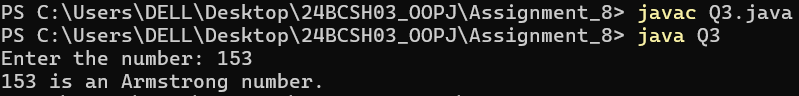 PS C:\Users\DELL\Desktop\24BCSH03_OOPJ\Assignment_8> javac Q3.java
PS C:\Users\DELL\Desktop\24BCSH03_OOPJ\Assignment_8> java Q3
Enter the number: 153
153 is an Armstrong number.